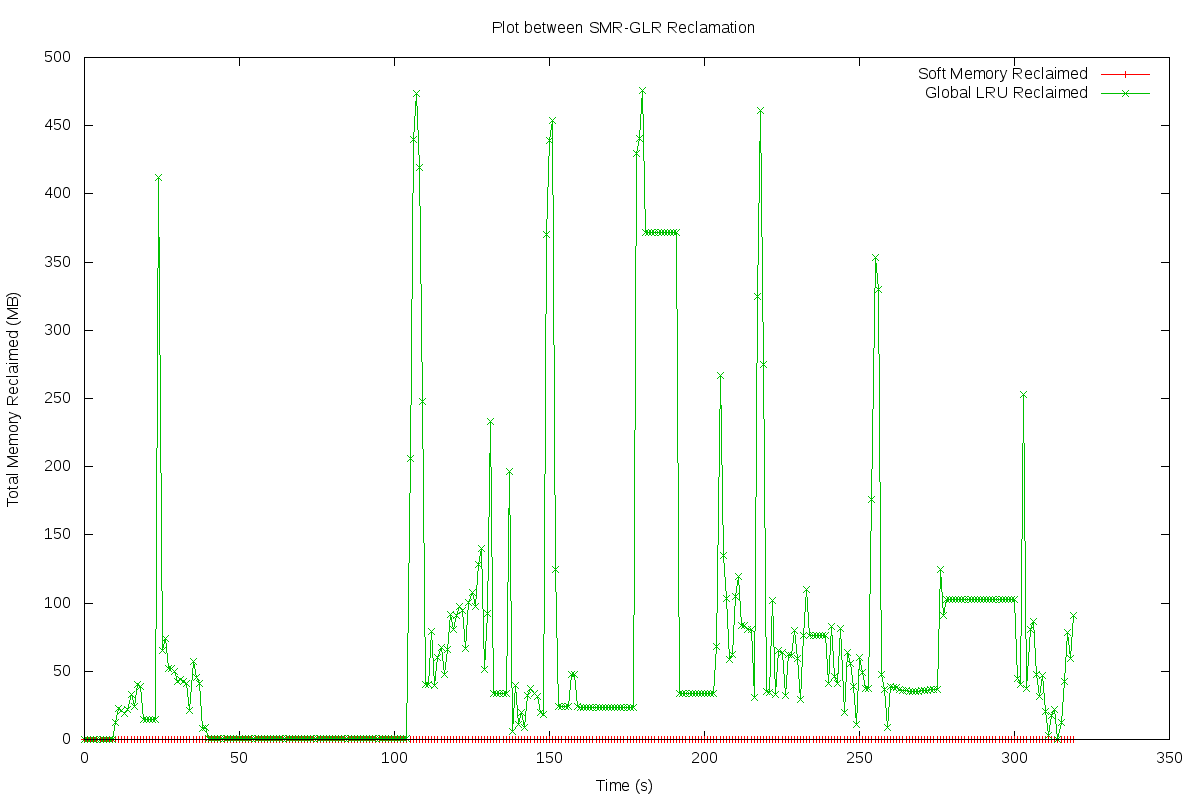 Plot between SMR-GLR Reclamation
Soft Memory Reclaimed
Global LRU Reclaimed
500
450
400
350
300
250
200
150
100
50
0
Total Memory Reclaimed (MB)
0 50 100 150 200 250 300 350
Time (s)